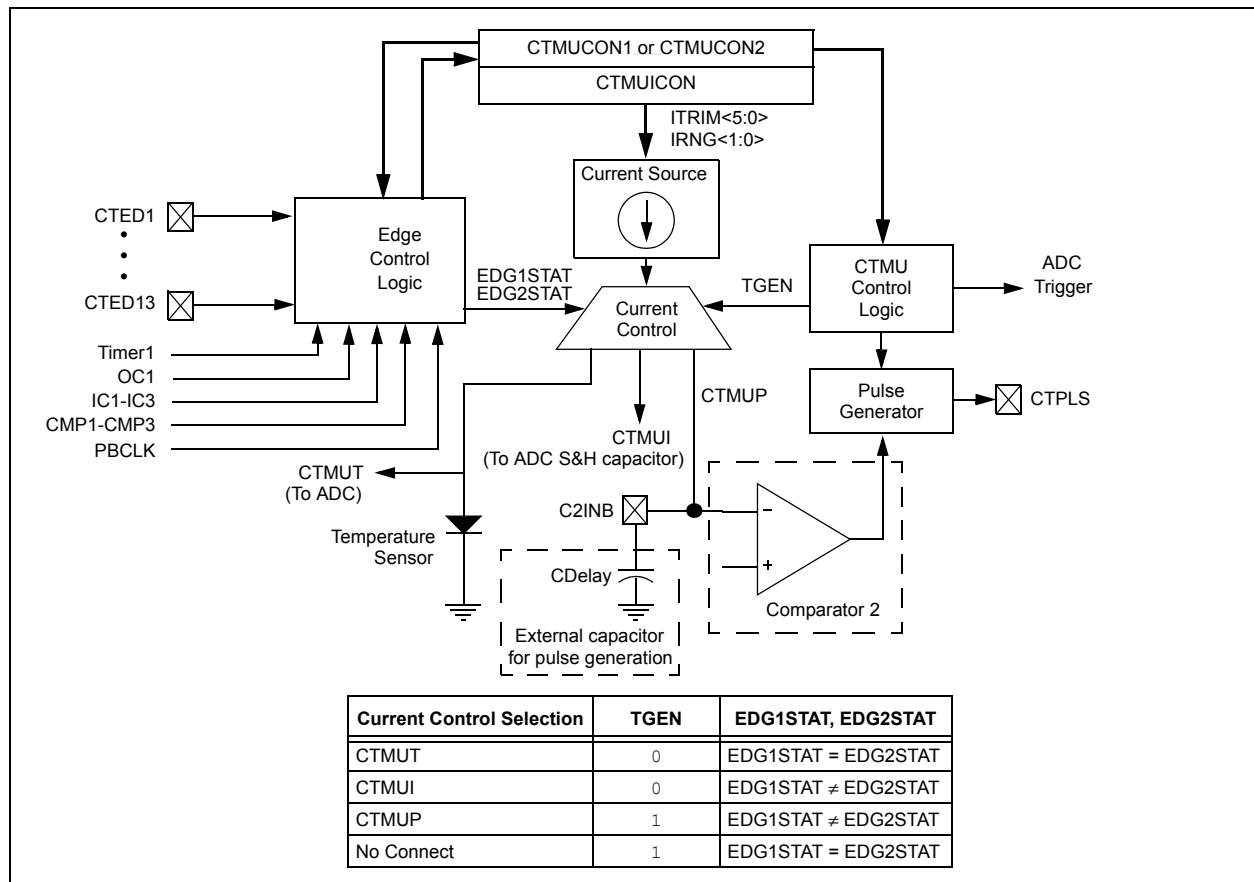 CTMUCON1 or CTMUCON2
CTMUICON
ITRIM<5:0>
IRNG<1:0>
Current Source
CTED1
CTED13
Edge
Control
Logic
EDG1STAT
EDG2STAT
Current
Control
TGEN
CTMU
Control
Logic
ADC
Trigger
Timer1
OC1
IC1-IC3
CMP1-CMP3
PBCLK
CTMUP
Pulse
Generator
CTPLS
CTMUT
(To ADC)
CTMUI
(To ADC S&H capacitor)
C2INB
−
+
Temperature
Sensor
CDelay
Comparator 2
External capacitor
for pulse generation
Current Control Selection TGEN EDG1STAT, EDG2STAT
CTMUT 0 EDG1STAT = EDG2STAT
CTMUI 0 EDG1STAT ≠ EDG2STAT
CTMUP 1 EDG1STAT ≠ EDG2STAT
No Connect 1 EDG1STAT = EDG2STAT